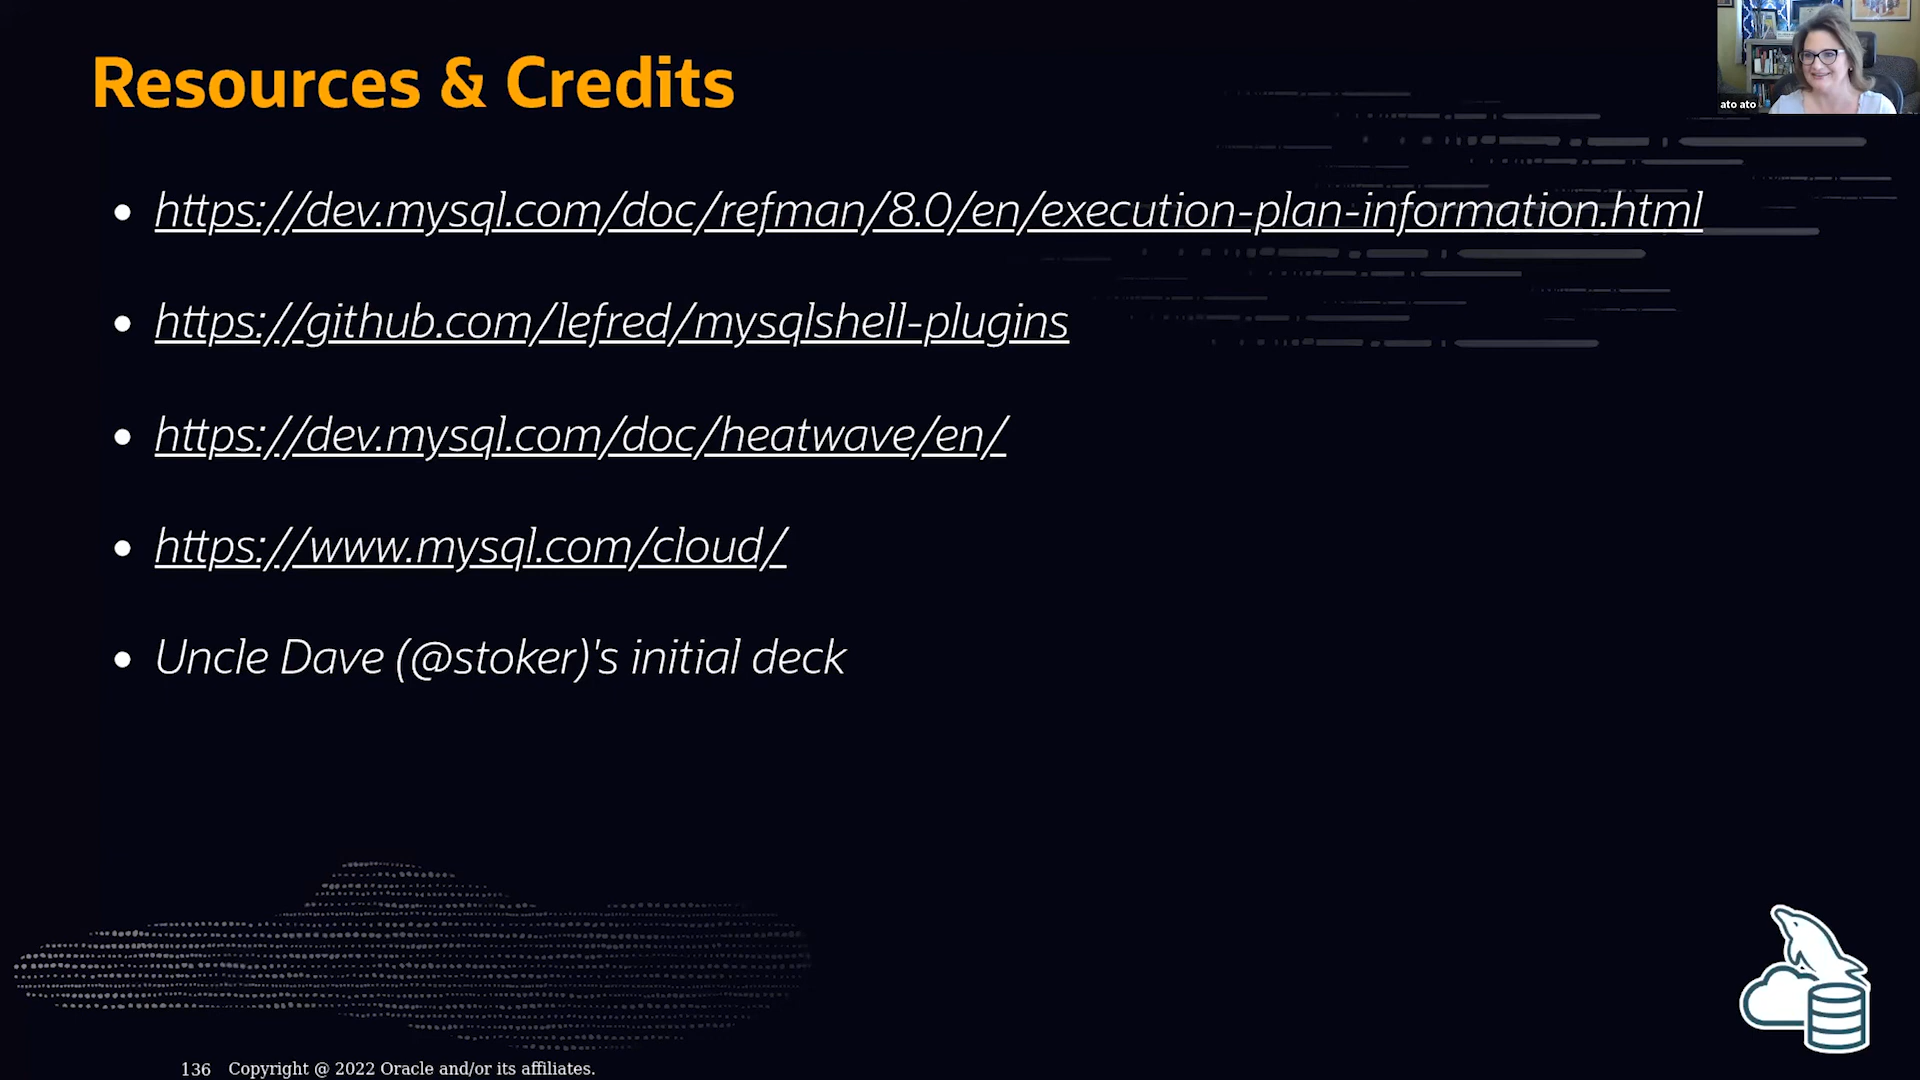 Resources & Credits
ato ato
https://dev.mysql.com/doc/refman/8.0/en/execution-plan-information.html
https://github.com/lefred/mysqlshell-plugins
https://dev.mysql.com/doc/heatwave/en/
https://www.mysql.com/cloud/
Uncle Dave (@stoker)'s initial deck
136 Copyright @ 2022 Oracle and/or its affiliates.